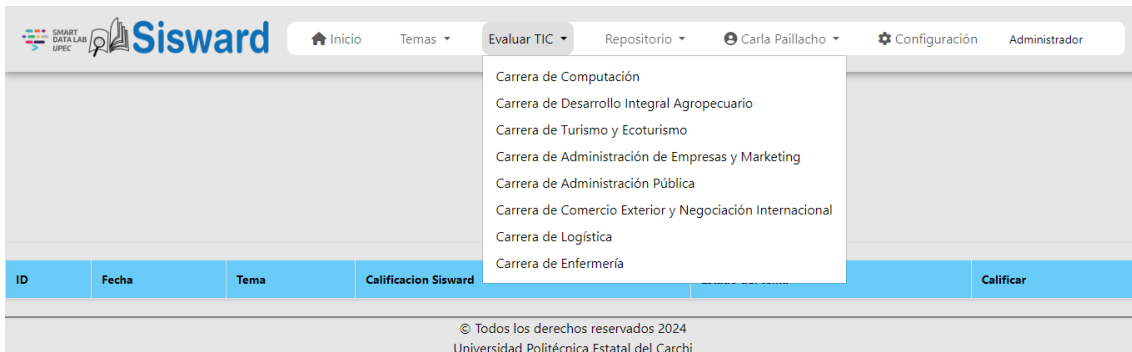 SMART
DATA LAB
UPEC
Sisward
Inicio
Temas
Evaluar TIC
Repositorio
Carla Paillacho
Configuración
Administrador
Carrera de Computación
Carrera de Desarrollo Integral Agropecuario
Carrera de Turismo y Ecoturismo
Carrera de Administración de Empresas y Marketing
Carrera de Administración Pública
Carrera de Comercio Exterior y Negociación Internacional
Carrera de Logística
Carrera de Enfermería
ID
Fecha
Tema
Calificacion Sisward
Calificar
© Todos los derechos reservados 2024
Universidad Politécnica Estatal del Carchi